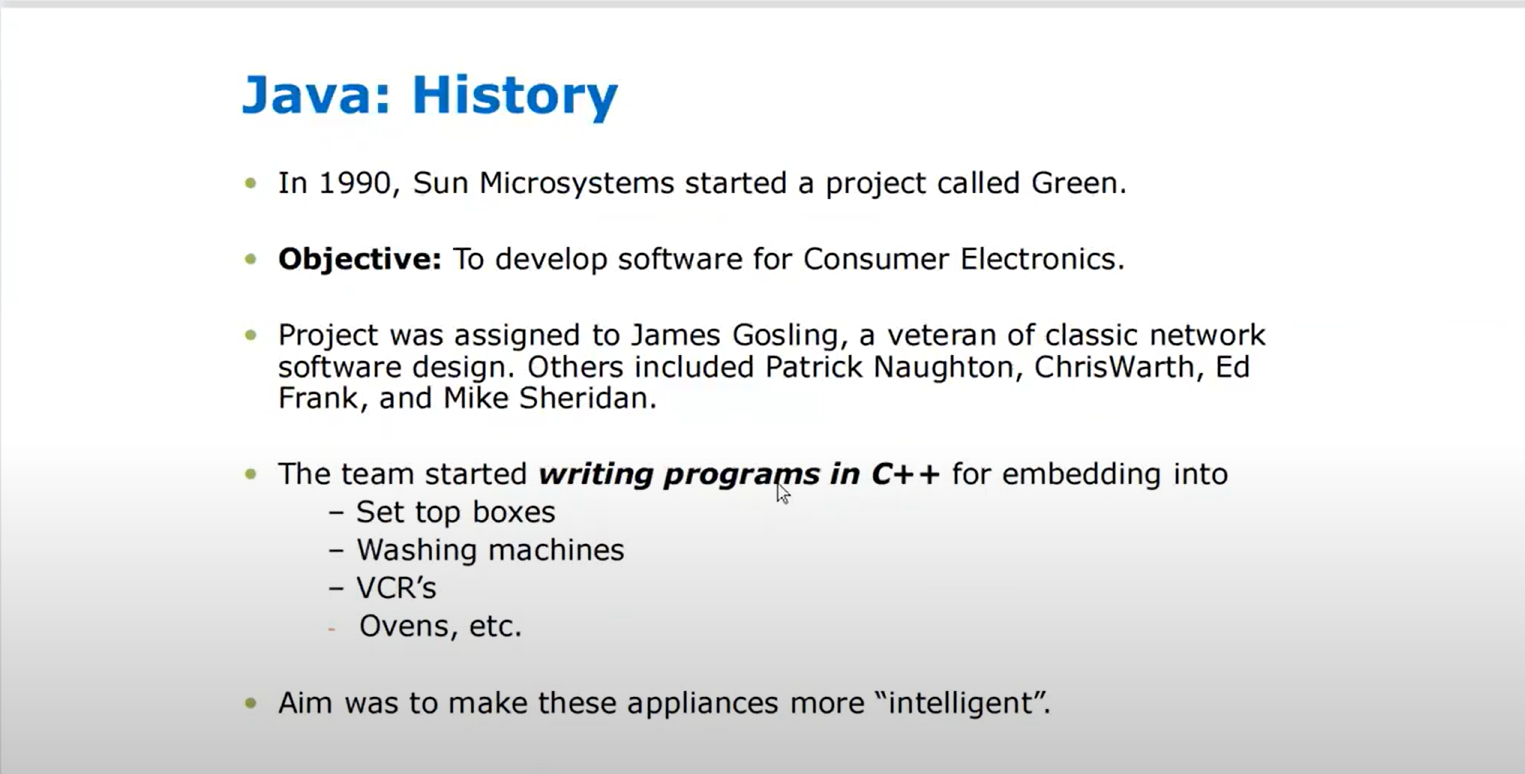 Java: History
• In 1990, Sun Microsystems started a project called Green.
• Objective: To develop software for Consumer Electronics.
• Project was assigned to James Gosling, a veteran of classic network
software design. Others included Patrick Naughton, ChrisWarth, Ed
Frank, and Mike Sheridan.
• The team started writing programs in C++ for embedding into
– Set top boxes
– Washing machines
– VCR’s
- Ovens, etc.
• Aim was to make these appliances more “intelligent”.